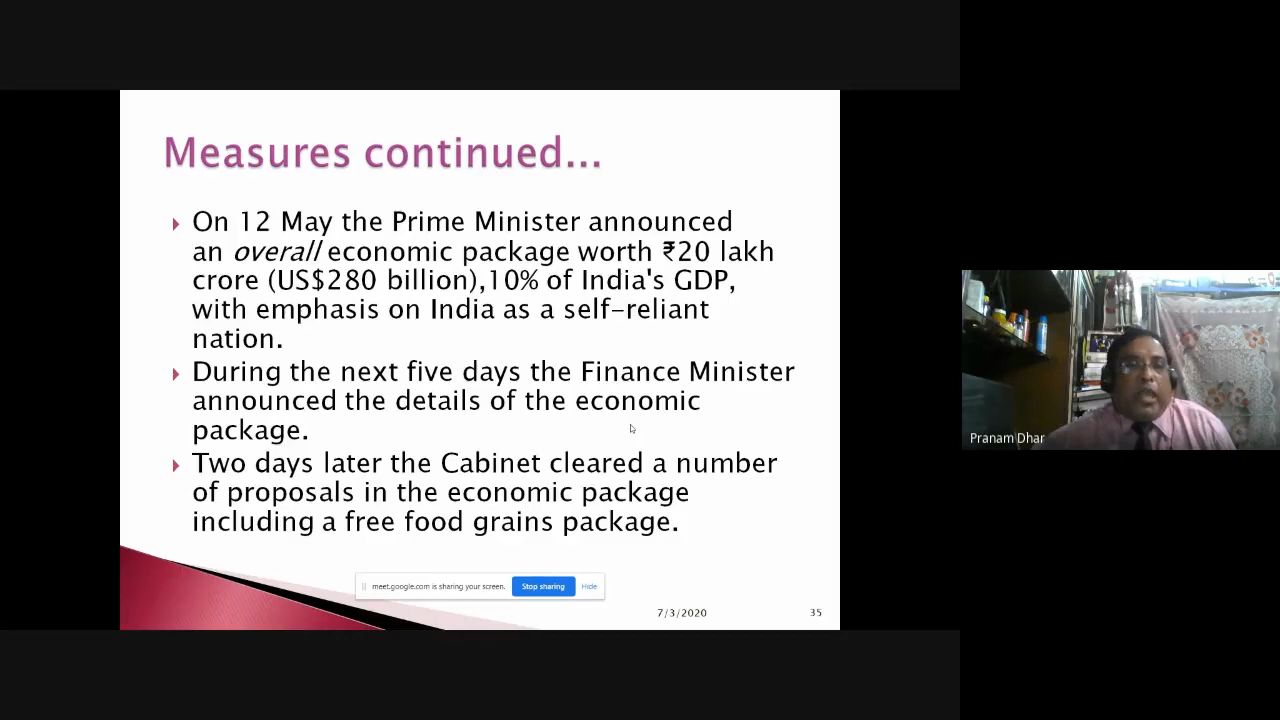 Measures continued...
On 12 May the Prime Minister announced
an overall economic package worth ₹20 lakh
crore (US$280 billion),10% of India's GDP,
with emphasis on India as a self-reliant
nation.
During the next five days the Finance Minister
announced the details of the economic
package.
Two days later the Cabinet cleared a number
of proposals in the economic package
including a free food grains package.
meet.google.com is sharing your screen. Stop sharing Hide
7/3/2020 35
Pranam Dhar